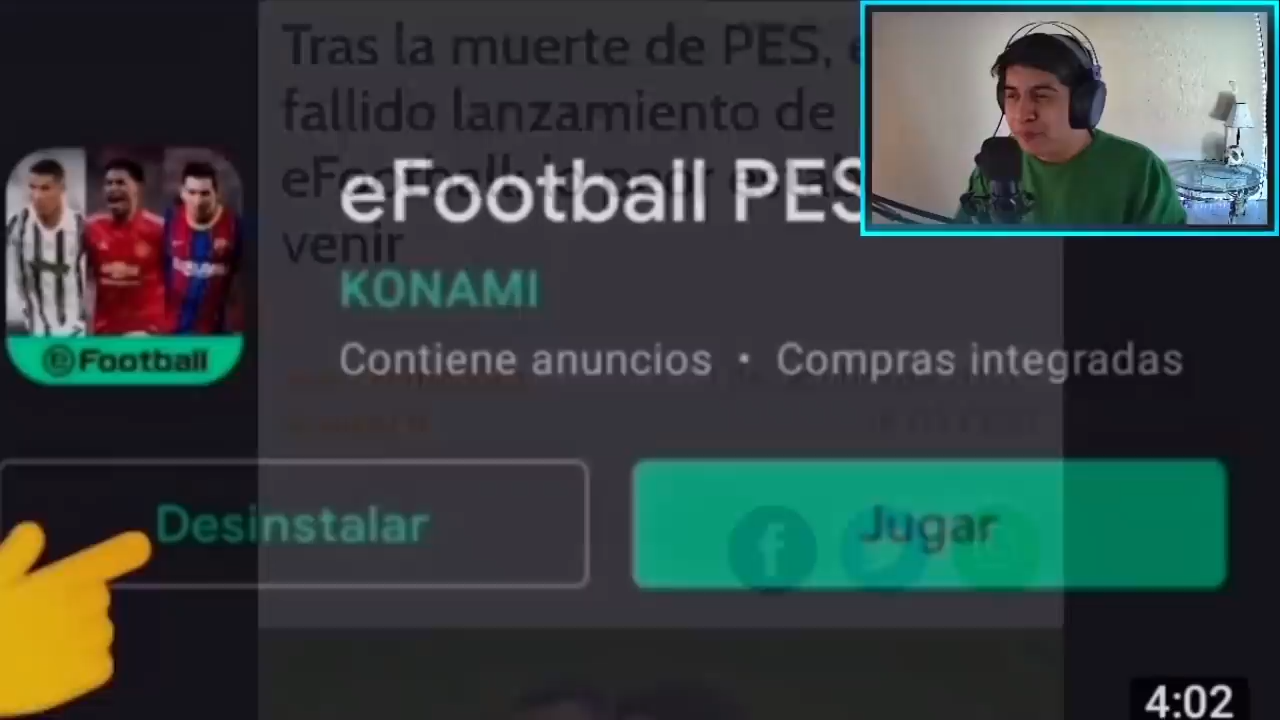 Tras la muerte de PES, e
fallido lanzamiento de
eFootball
venir
eFootball PES
KONAMI
Contiene anuncios • Compras integradas
Football
Desinstalar
Jugar
4:02